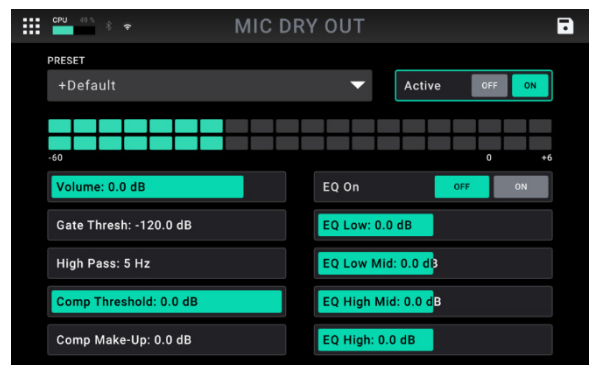 CPU 49 %
MIC DRY OUT
PRESET
+Default
Active OFF ON
-60 0 +6
Volume: 0.0 dB
EQ On OFF ON
Gate Thresh: -120.0 dB
EQ Low: 0.0 dB
High Pass: 5 Hz
EQ Low Mid: 0.0 dB
Comp Threshold: 0.0 dB
EQ High Mid: 0.0 dB
Comp Make-Up: 0.0 dB
EQ High: 0.0 dB